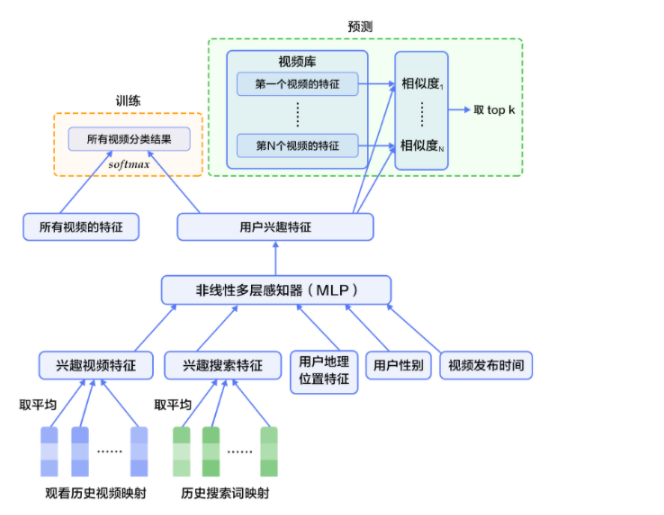 预测
视频库
第一个视频的特征
相似度1
训练
取 top k
所有视频分类结果
第N个视频的特征
相似度N
softmax
所有视频的特征
用户兴趣特征
非线性多层感知器（MLP）
兴趣视频特征
兴趣搜索特征
用户地理
位置特征
用户性别
视频发布时间
取平均
取平均
观看历史视频映射
历史搜索词映射